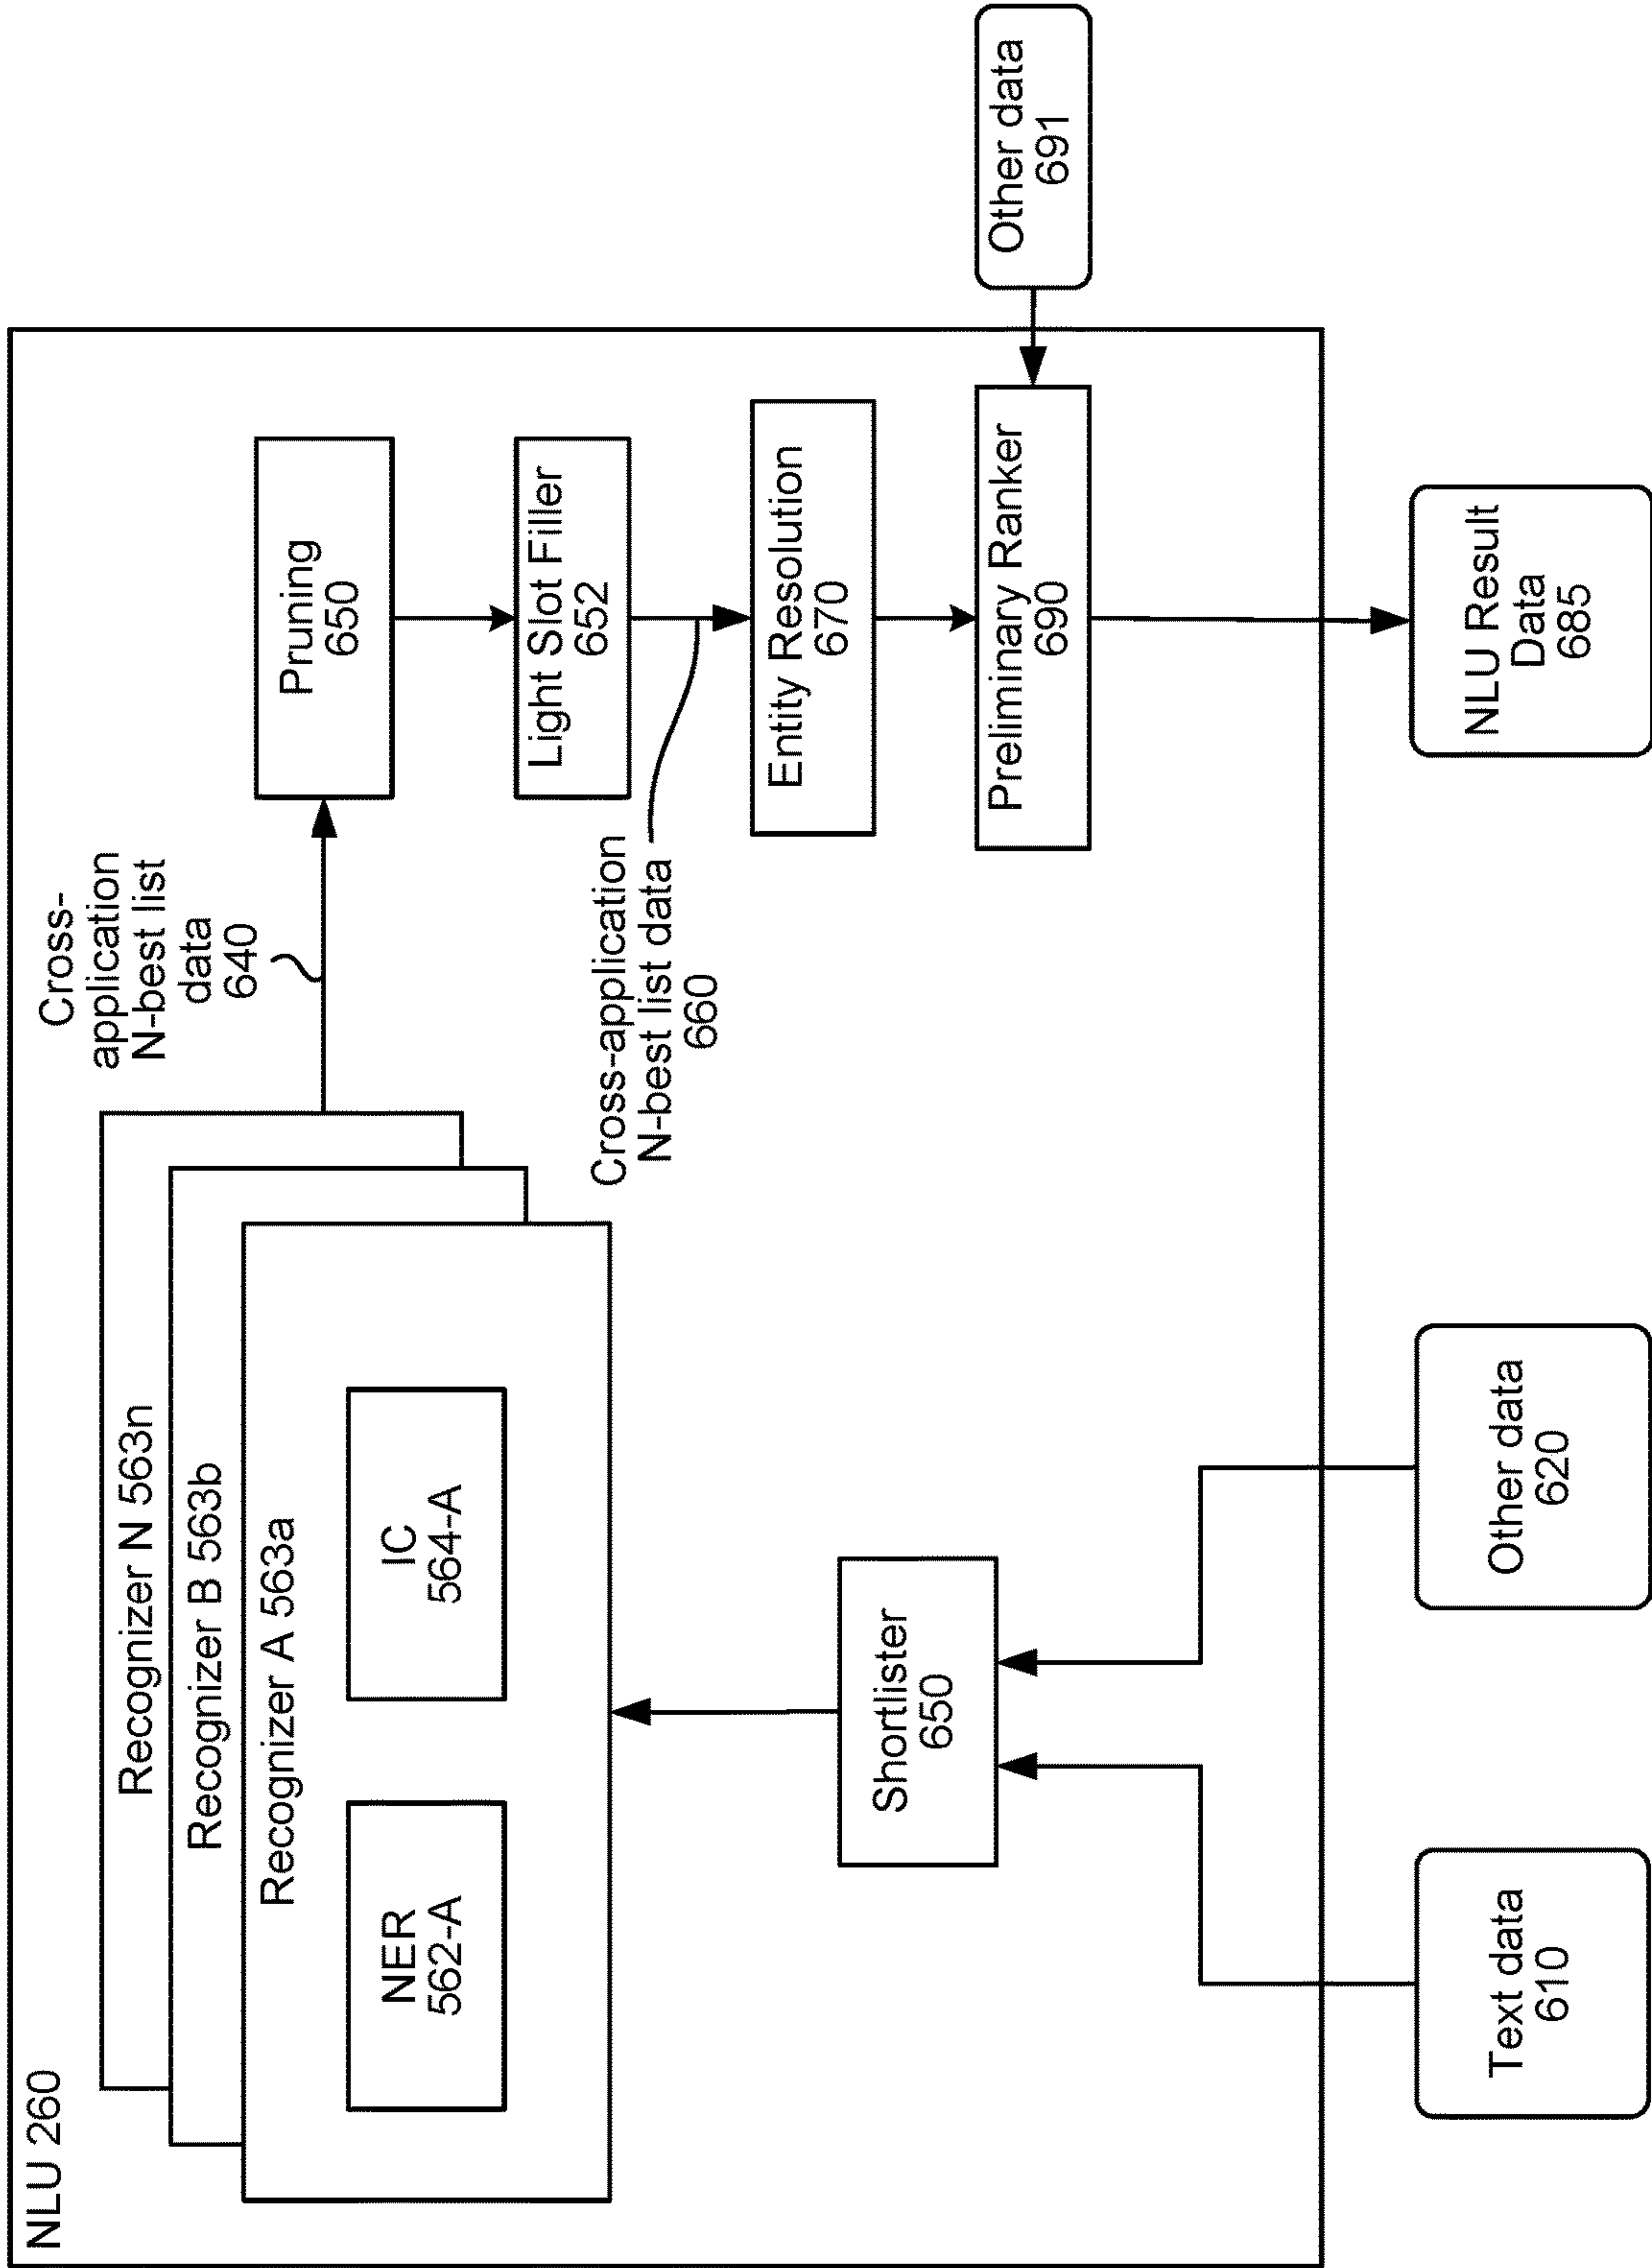 NLU 260
Recognizer N 563n
Recognizer B 563b
Recognizer A 563a
NER
562-A
IC
564-A
Cross-
application
N-best list
data
640
Pruning
650
Light Slot Filler
652
Cross-application
N-best list data
660
Entity Resolution
670
Shortlister
650
Preliminary Ranker
690
Other data
691
Text data
610
Other data
620
NLU Result
Data
685